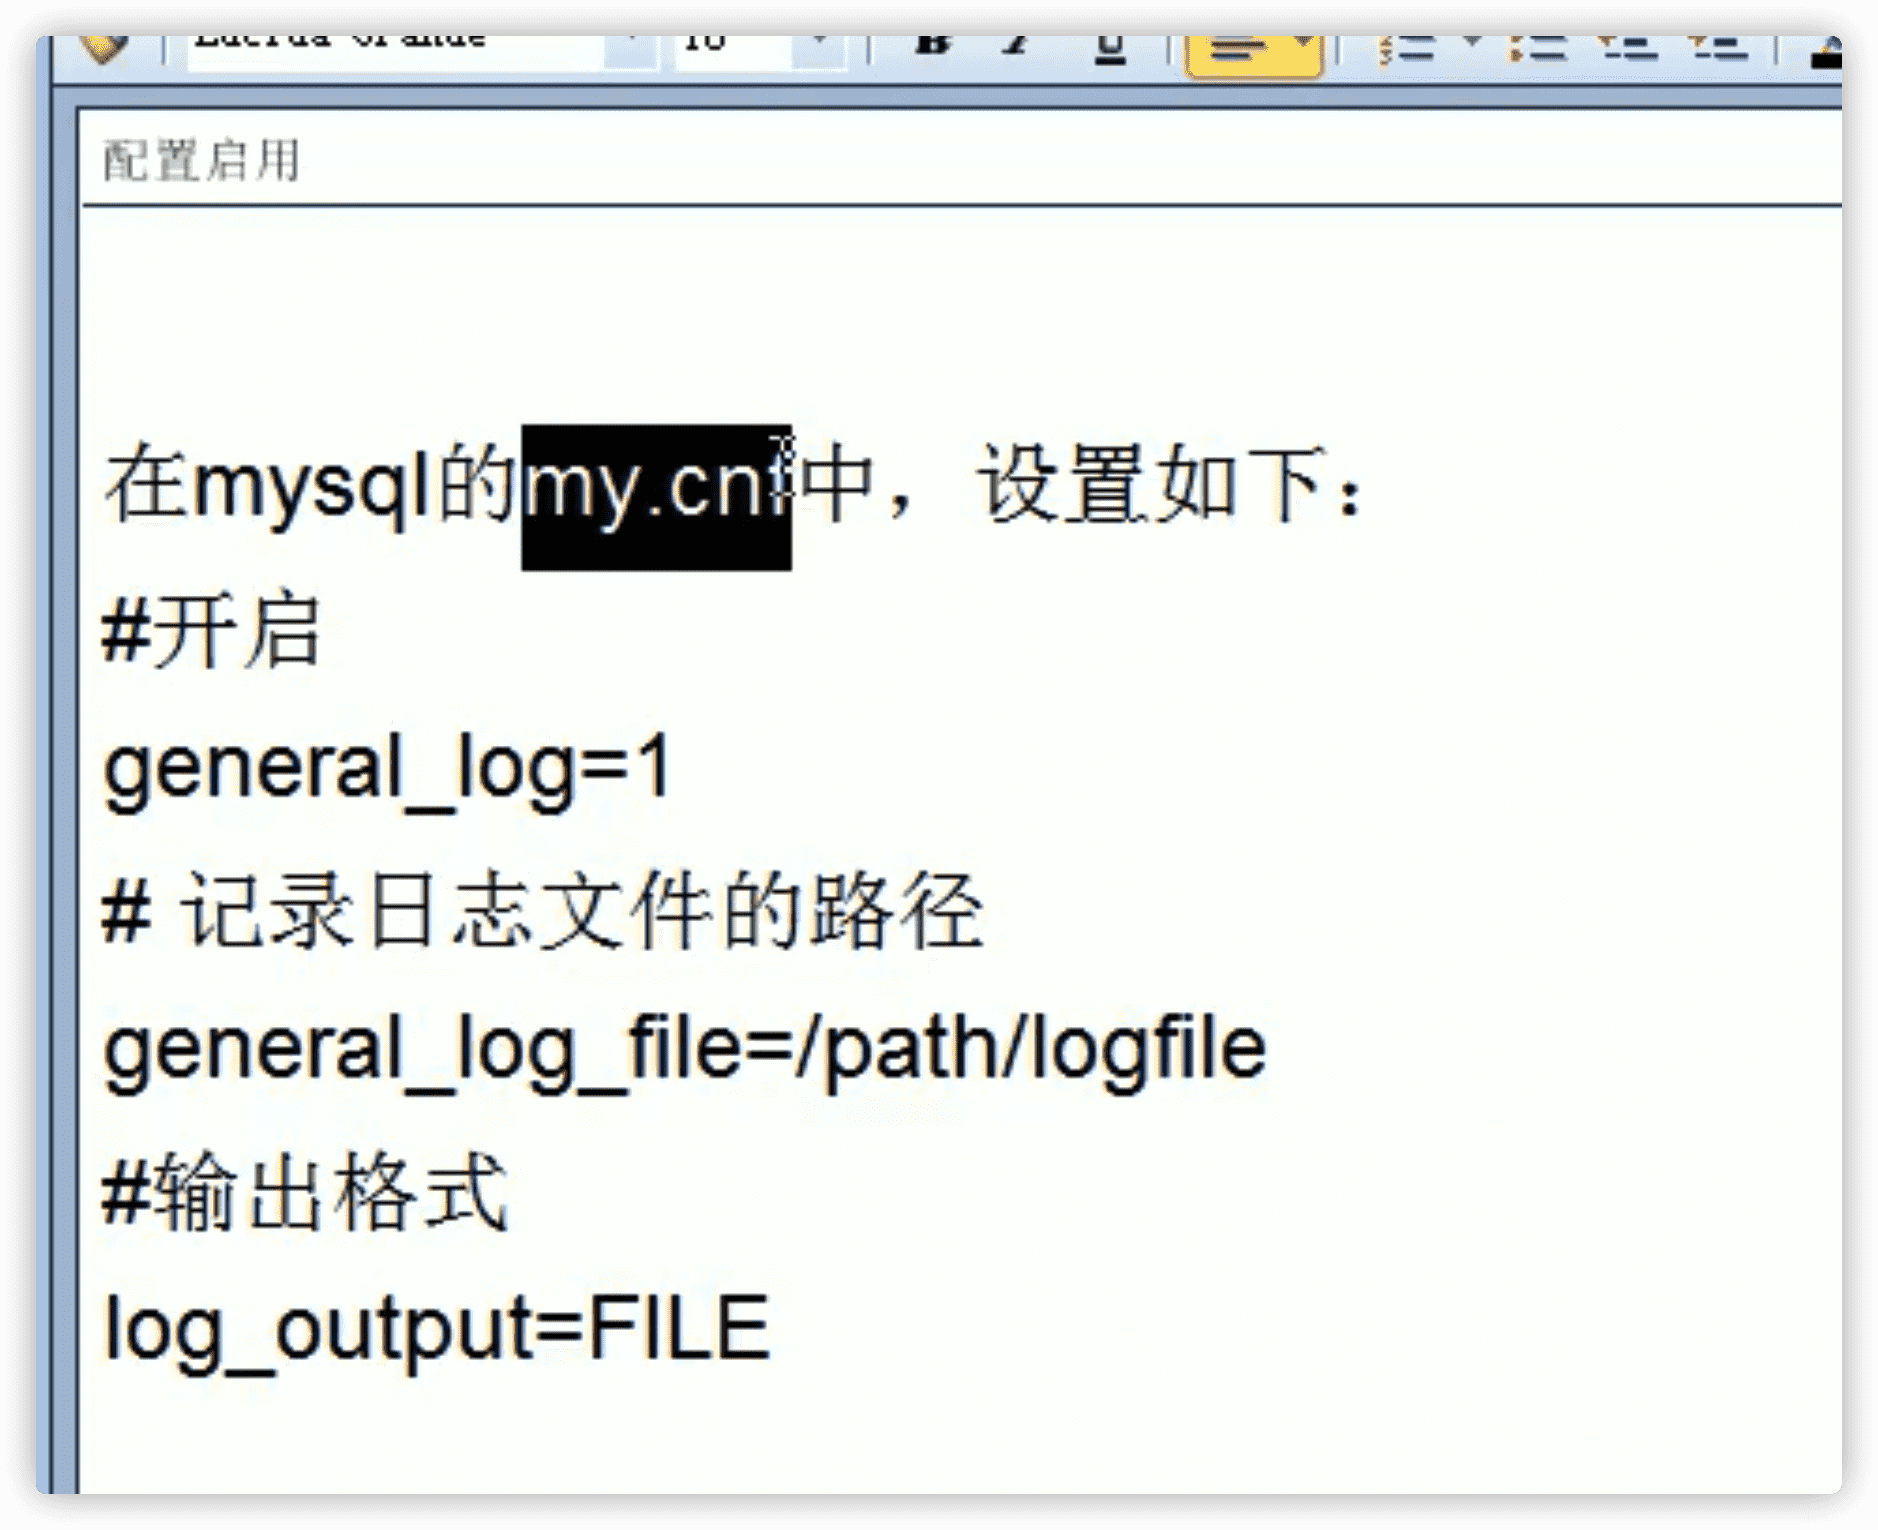 配置启用
在mysql的my.cnf中，设置如下：
#开启
general_log=1
# 记录日志文件的路径
general_log_file=/path/logfile
#输出格式
log_output=FILE